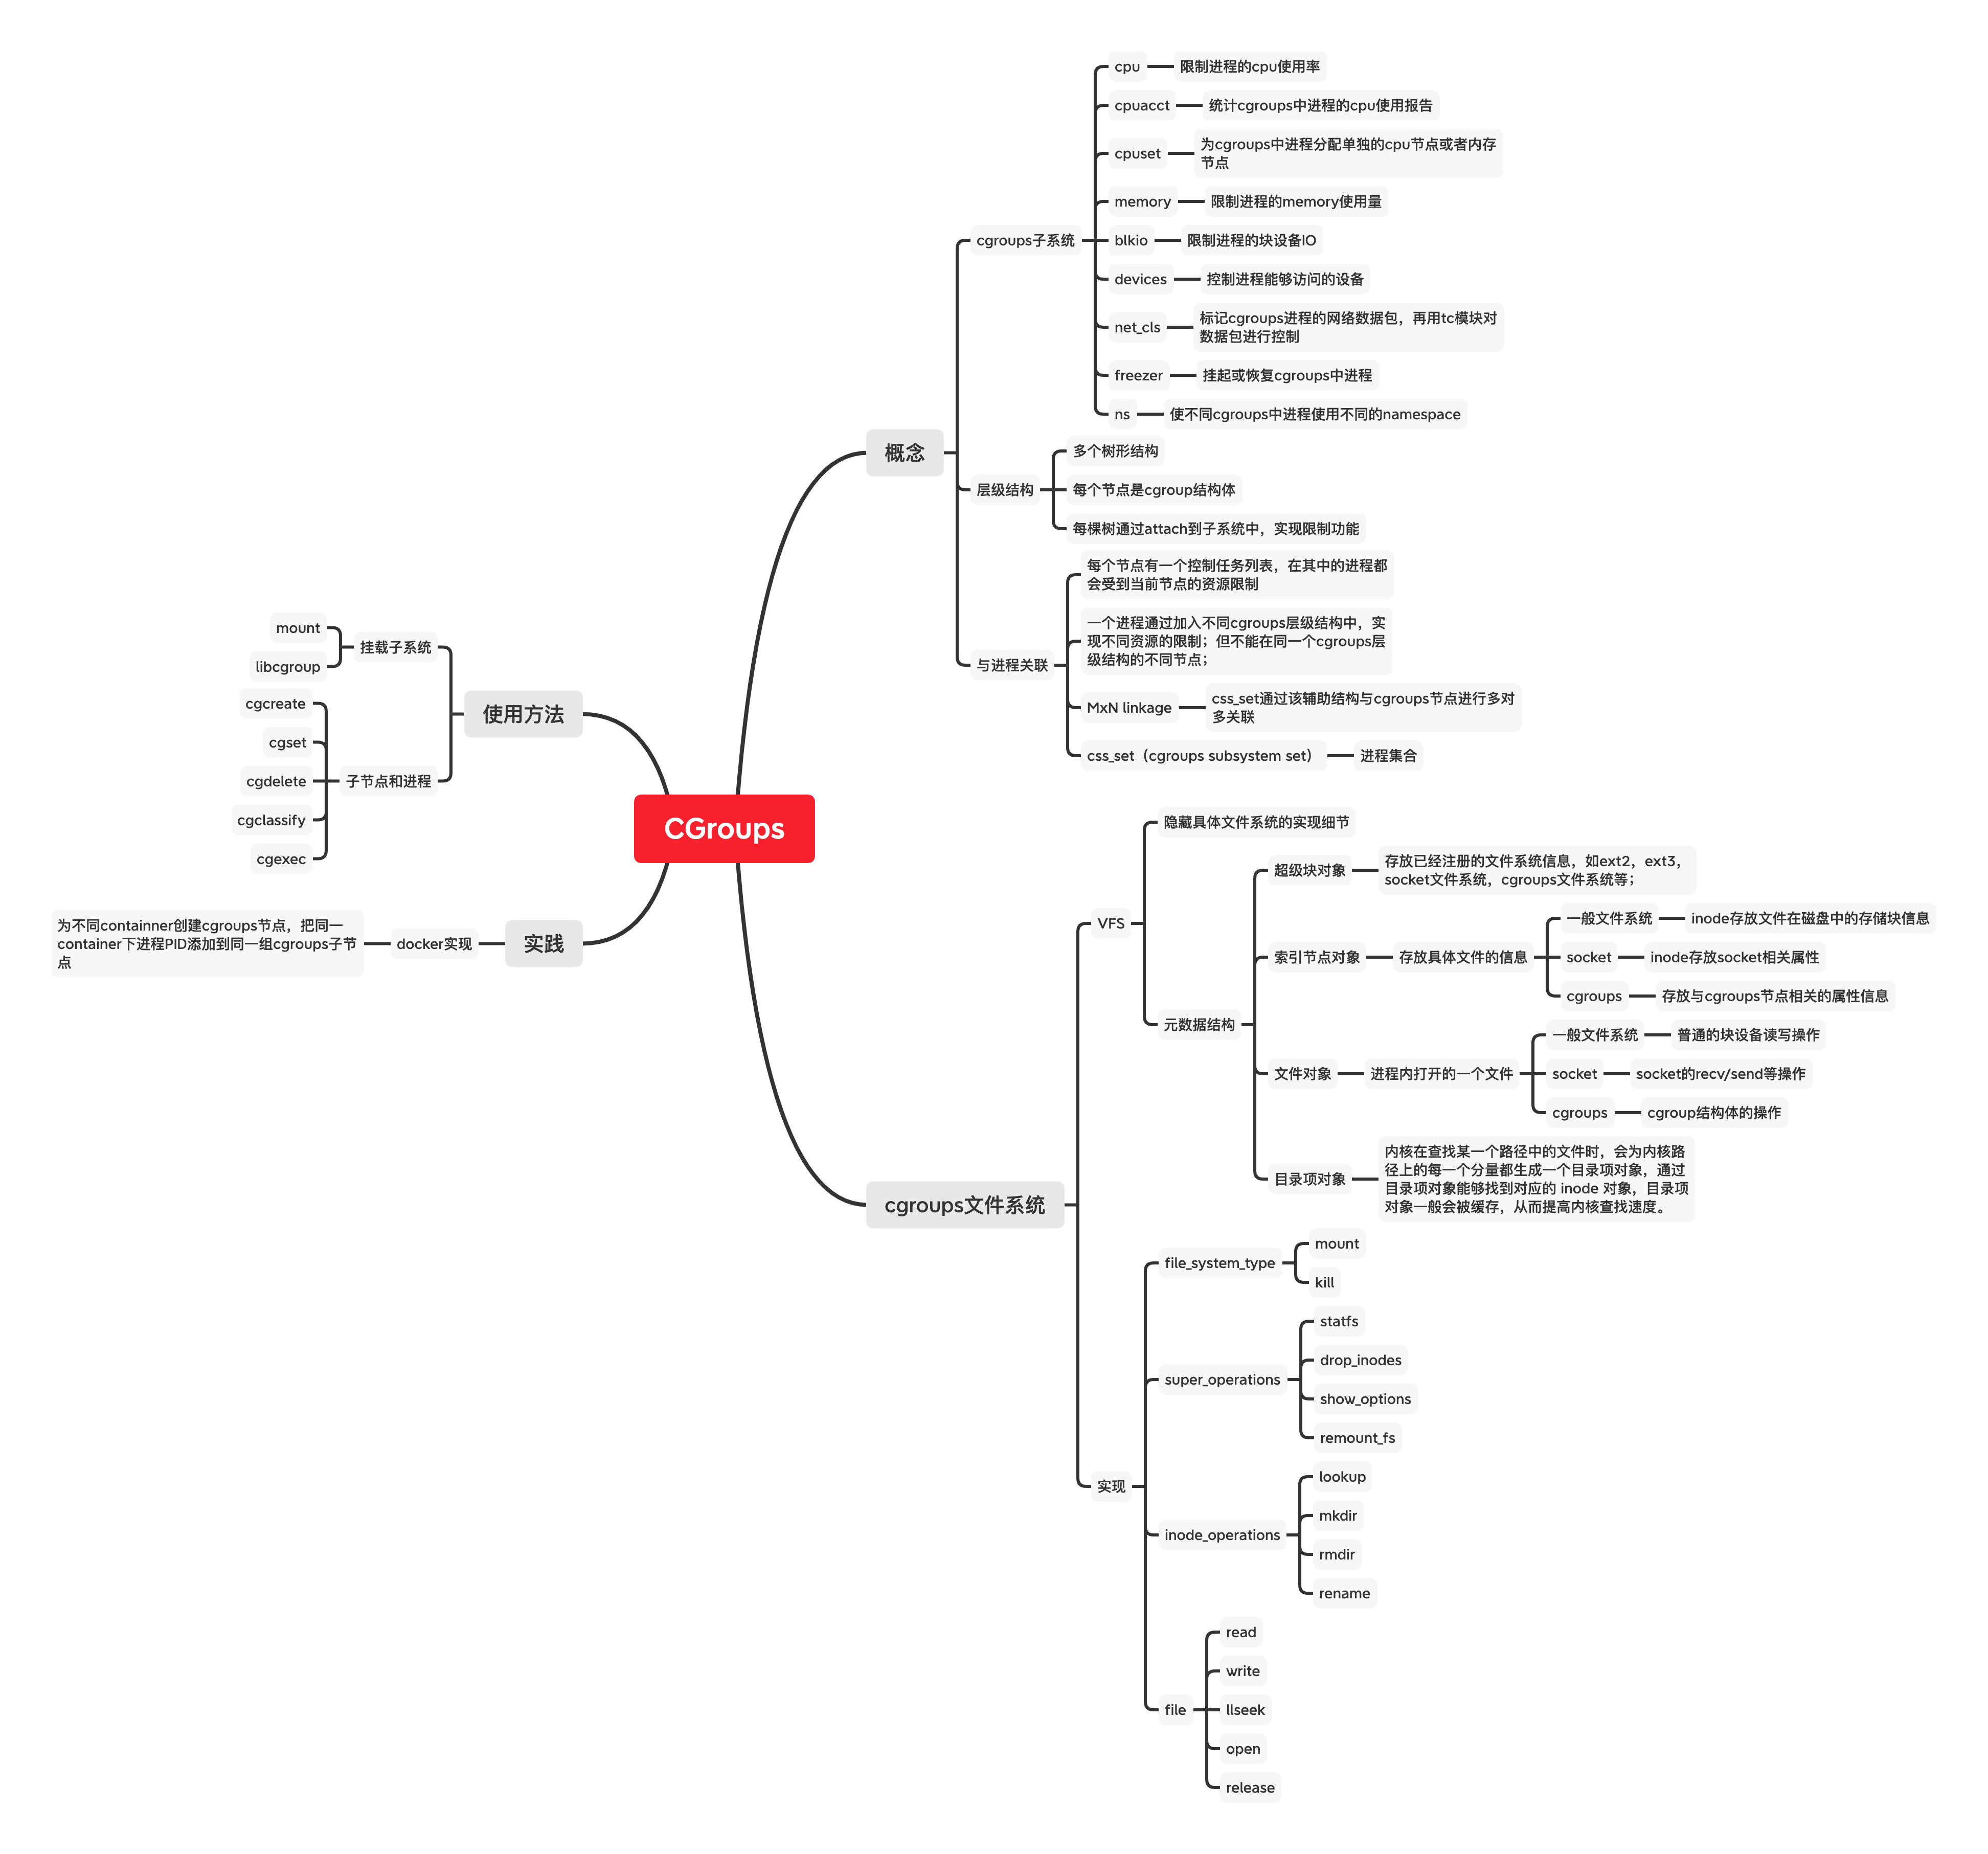 CGroups
概念
cgroups子系统
cpu
限制进程的cpu使用率
cpuacct
统计cgroups中进程的cpu使用报告
cpuset
为cgroups中进程分配单独的cpu节点或者内存
节点
memory
限制进程的memory使用量
blkio
限制进程的块设备IO
devices
控制进程能够访问的设备
net_cls
标记cgroups进程的网络数据包，再用tc模块对
数据包进行控制
freezer
挂起或恢复cgroups中进程
ns
使不同cgroups中进程使用不同的namespace
层级结构
多个树形结构
每个节点是cgroup结构体
每棵树通过attach到子系统中，实现限制功能
与进程关联
每个节点有一个控制任务列表，在其中的进程都
会受到当前节点的资源限制
一个进程通过加入不同cgroups层级结构中，实
现不同资源的限制；但不能在同一个cgroups层
级结构的不同节点；
MxN linkage
css_set通过该辅助结构与cgroups节点进行多对
多关联
css_set（cgroups subsystem set）
进程集合
cgroups文件系统
VFS
隐藏具体文件系统的实现细节
元数据结构
超级块对象
存放已经注册的文件系统信息，如ext2，ext3，
socket文件系统，cgroups文件系统等；
索引节点对象
存放具体文件的信息
一般文件系统
inode存放文件在磁盘中的存储块信息
socket
inode存放socket相关属性
cgroups
存放与cgroups节点相关的属性信息
文件对象
进程内打开的一个文件
一般文件系统
普通的块设备读写操作
socket
socket的recv/send等操作
cgroups
cgroup结构体的操作
目录项对象
内核在查找某一个路径中的文件时，会为内核路
径上的每一个分量都生成一个目录项对象，通过
目录项对象能够找到对应的 inode 对象，目录项
对象一般会被缓存，从而提高内核查找速度。
实现
file_system_type
mount
kill
super_operations
statfs
drop_inodes
show_options
remount_fs
inode_operations
lookup
mkdir
rmdir
rename
file
read
write
llseek
open
release
使用方法
挂载子系统
mount
libcgroup
子节点和进程
cgcreate
cgset
cgdelete
cgclassify
cgexec
实践
docker实现
为不同containner创建cgroups节点，把同一
container下进程PID添加到同一组cgroups子节
点